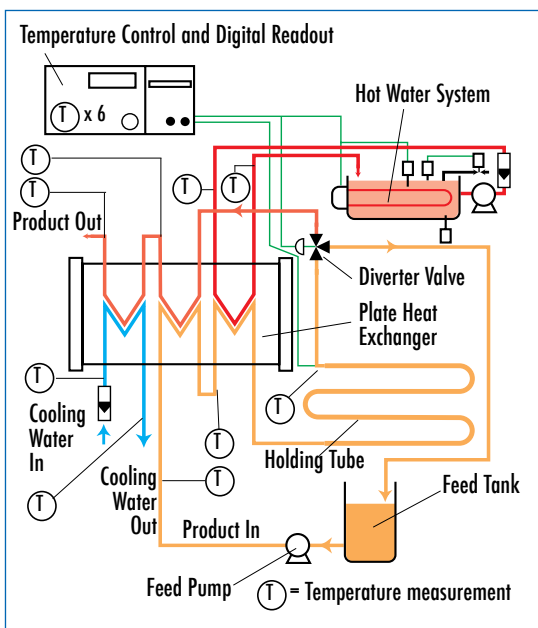 Temperature Control and Digital Readout
T x 6
Hot Water System
T
T
T
T
Product Out
Diverter Valve
Plate Heat
Exchanger
T
T
Cooling
Water
In
T
T
Holding Tube
Cooling
Water
Out
T
Feed Tank
Product In
Feed Pump
T = Temperature measurement